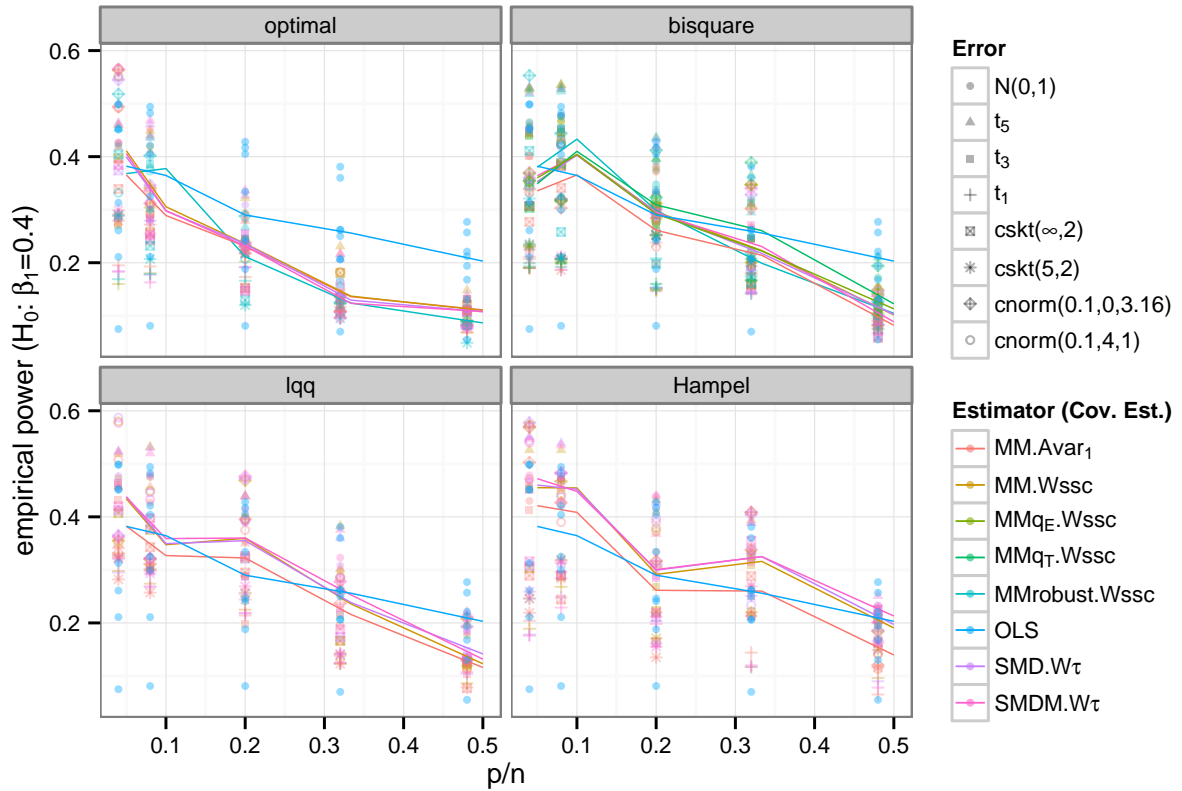 optimal
bisquare
lqq
Hampel
empirical power (H₀: β₁=0.4)
0.6
0.4
0.2
0.6
0.4
0.2
0.1
0.2
0.3
0.4
0.5
0.1
0.2
0.3
0.4
0.5
p/n
Error
N(0,1)
t₅
t₃
t₁
cskt(∞,2)
cskt(5,2)
cnorm(0.1,0,3.16)
cnorm(0.1,4,1)
Estimator (Cov. Est.)
MM.Avar₁
MM.Wssc
MMqE.Wssc
MMqT.Wssc
MMrobust.Wssc
OLS
SMD.Wτ
SMDM.Wτ